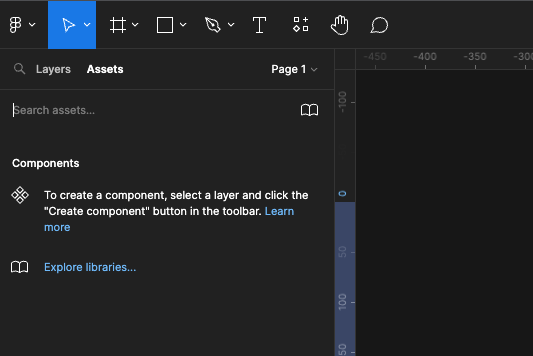 Layers Assets Page 1
Search assets...
Components
To create a component, select a layer and click the
"Create component" button in the toolbar. Learn
more
Explore libraries...
-450 -400 -350 -300
-100
0
50
100
50